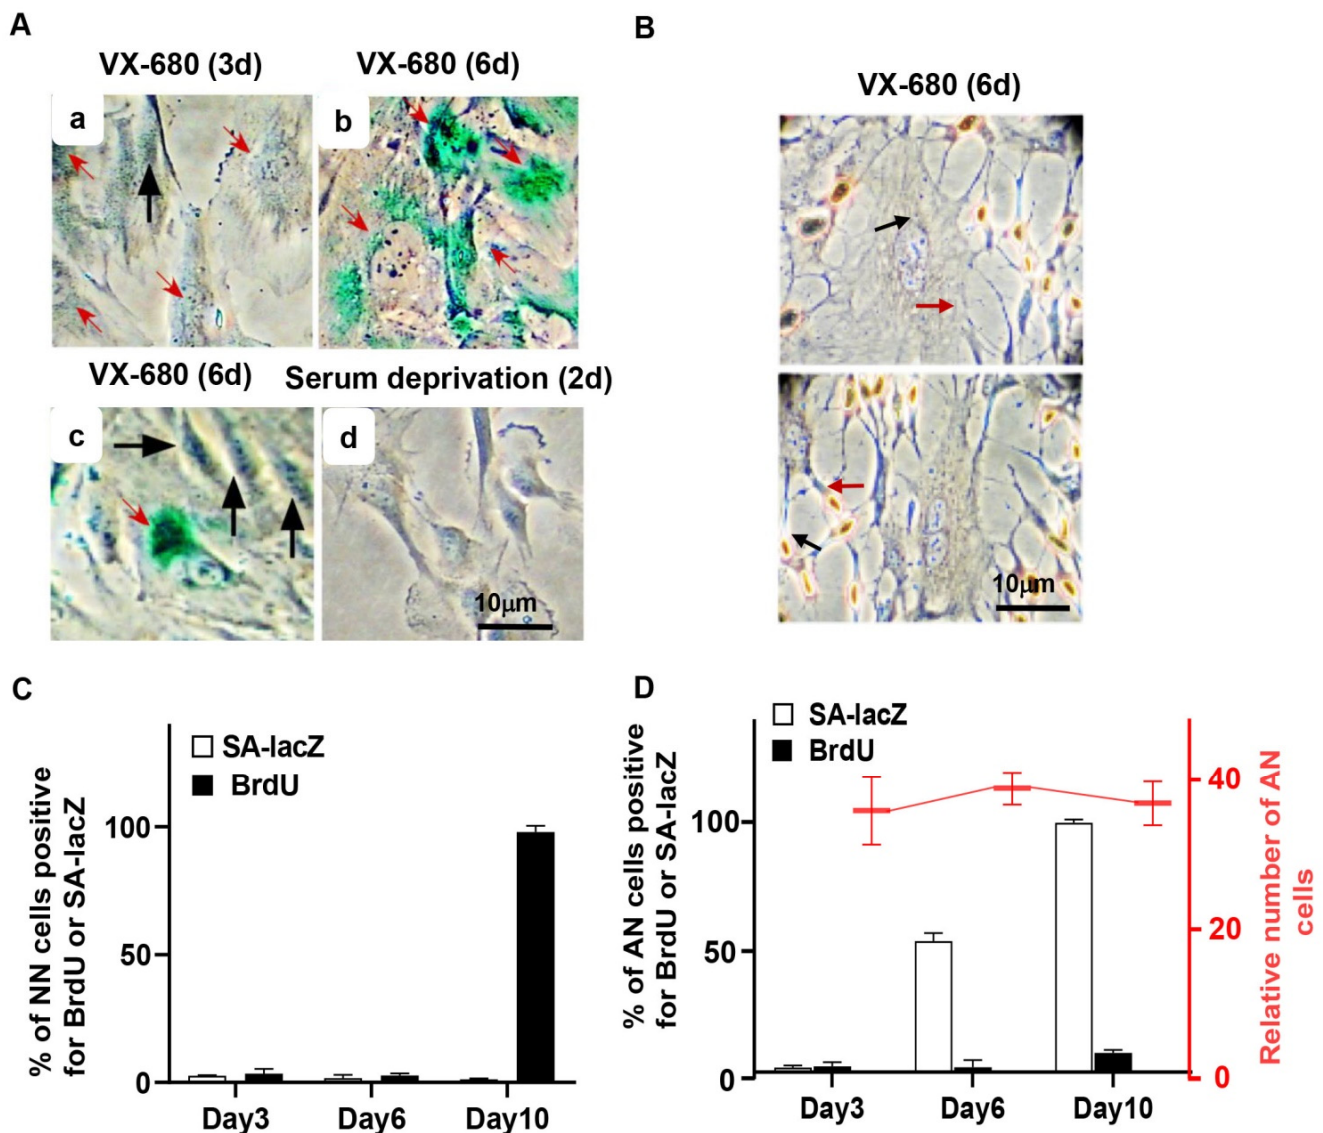 A
B
VX-680 (3d)
VX-680 (6d)
VX-680 (6d)
a
b
VX-680 (6d)
Serum deprivation (2d)
c
d
10μm
10μm
C
D
% of NN cells positive
for BrdU or SA-lacZ
SA-lacZ
BrdU
100
50
0
Day3
Day6
Day10
% of AN cells positive
for BrdU or SA-lacZ
SA-lacZ
BrdU
100
50
0
Day3
Day6
Day10
40
20
0
Relative number of AN
cells